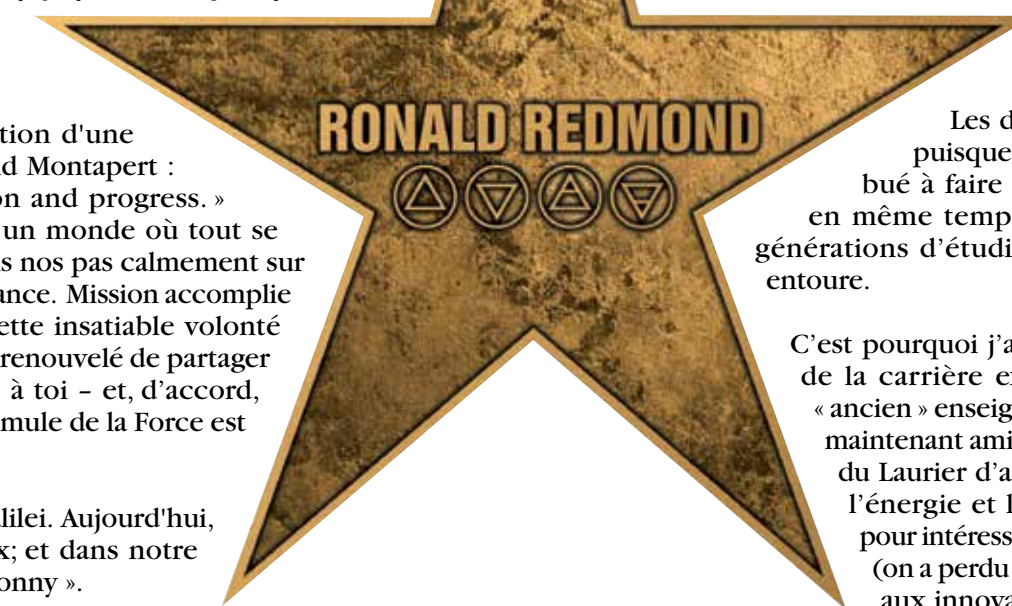 RONALD REDMOND
tion d'une
d Montapert :
on and progress. »
un monde où tout se
s nos pas calmement sur
ance. Mission accomplie
ette insatiable volonté
renouvelé de partager
à toi – et, d’accord,
mule de la Force est
lilei. Aujourd'hui,
x; et dans notre
onny ».
Les d
puisque
bué à faire
en même temp
générations d’étudi
entoure.
C’est pourquoi j’a
de la carrière e
« ancien » enseig
maintenant ami
du Laurier d’a
l’énergie et l
pour intéress
(on a perdu
aux innova